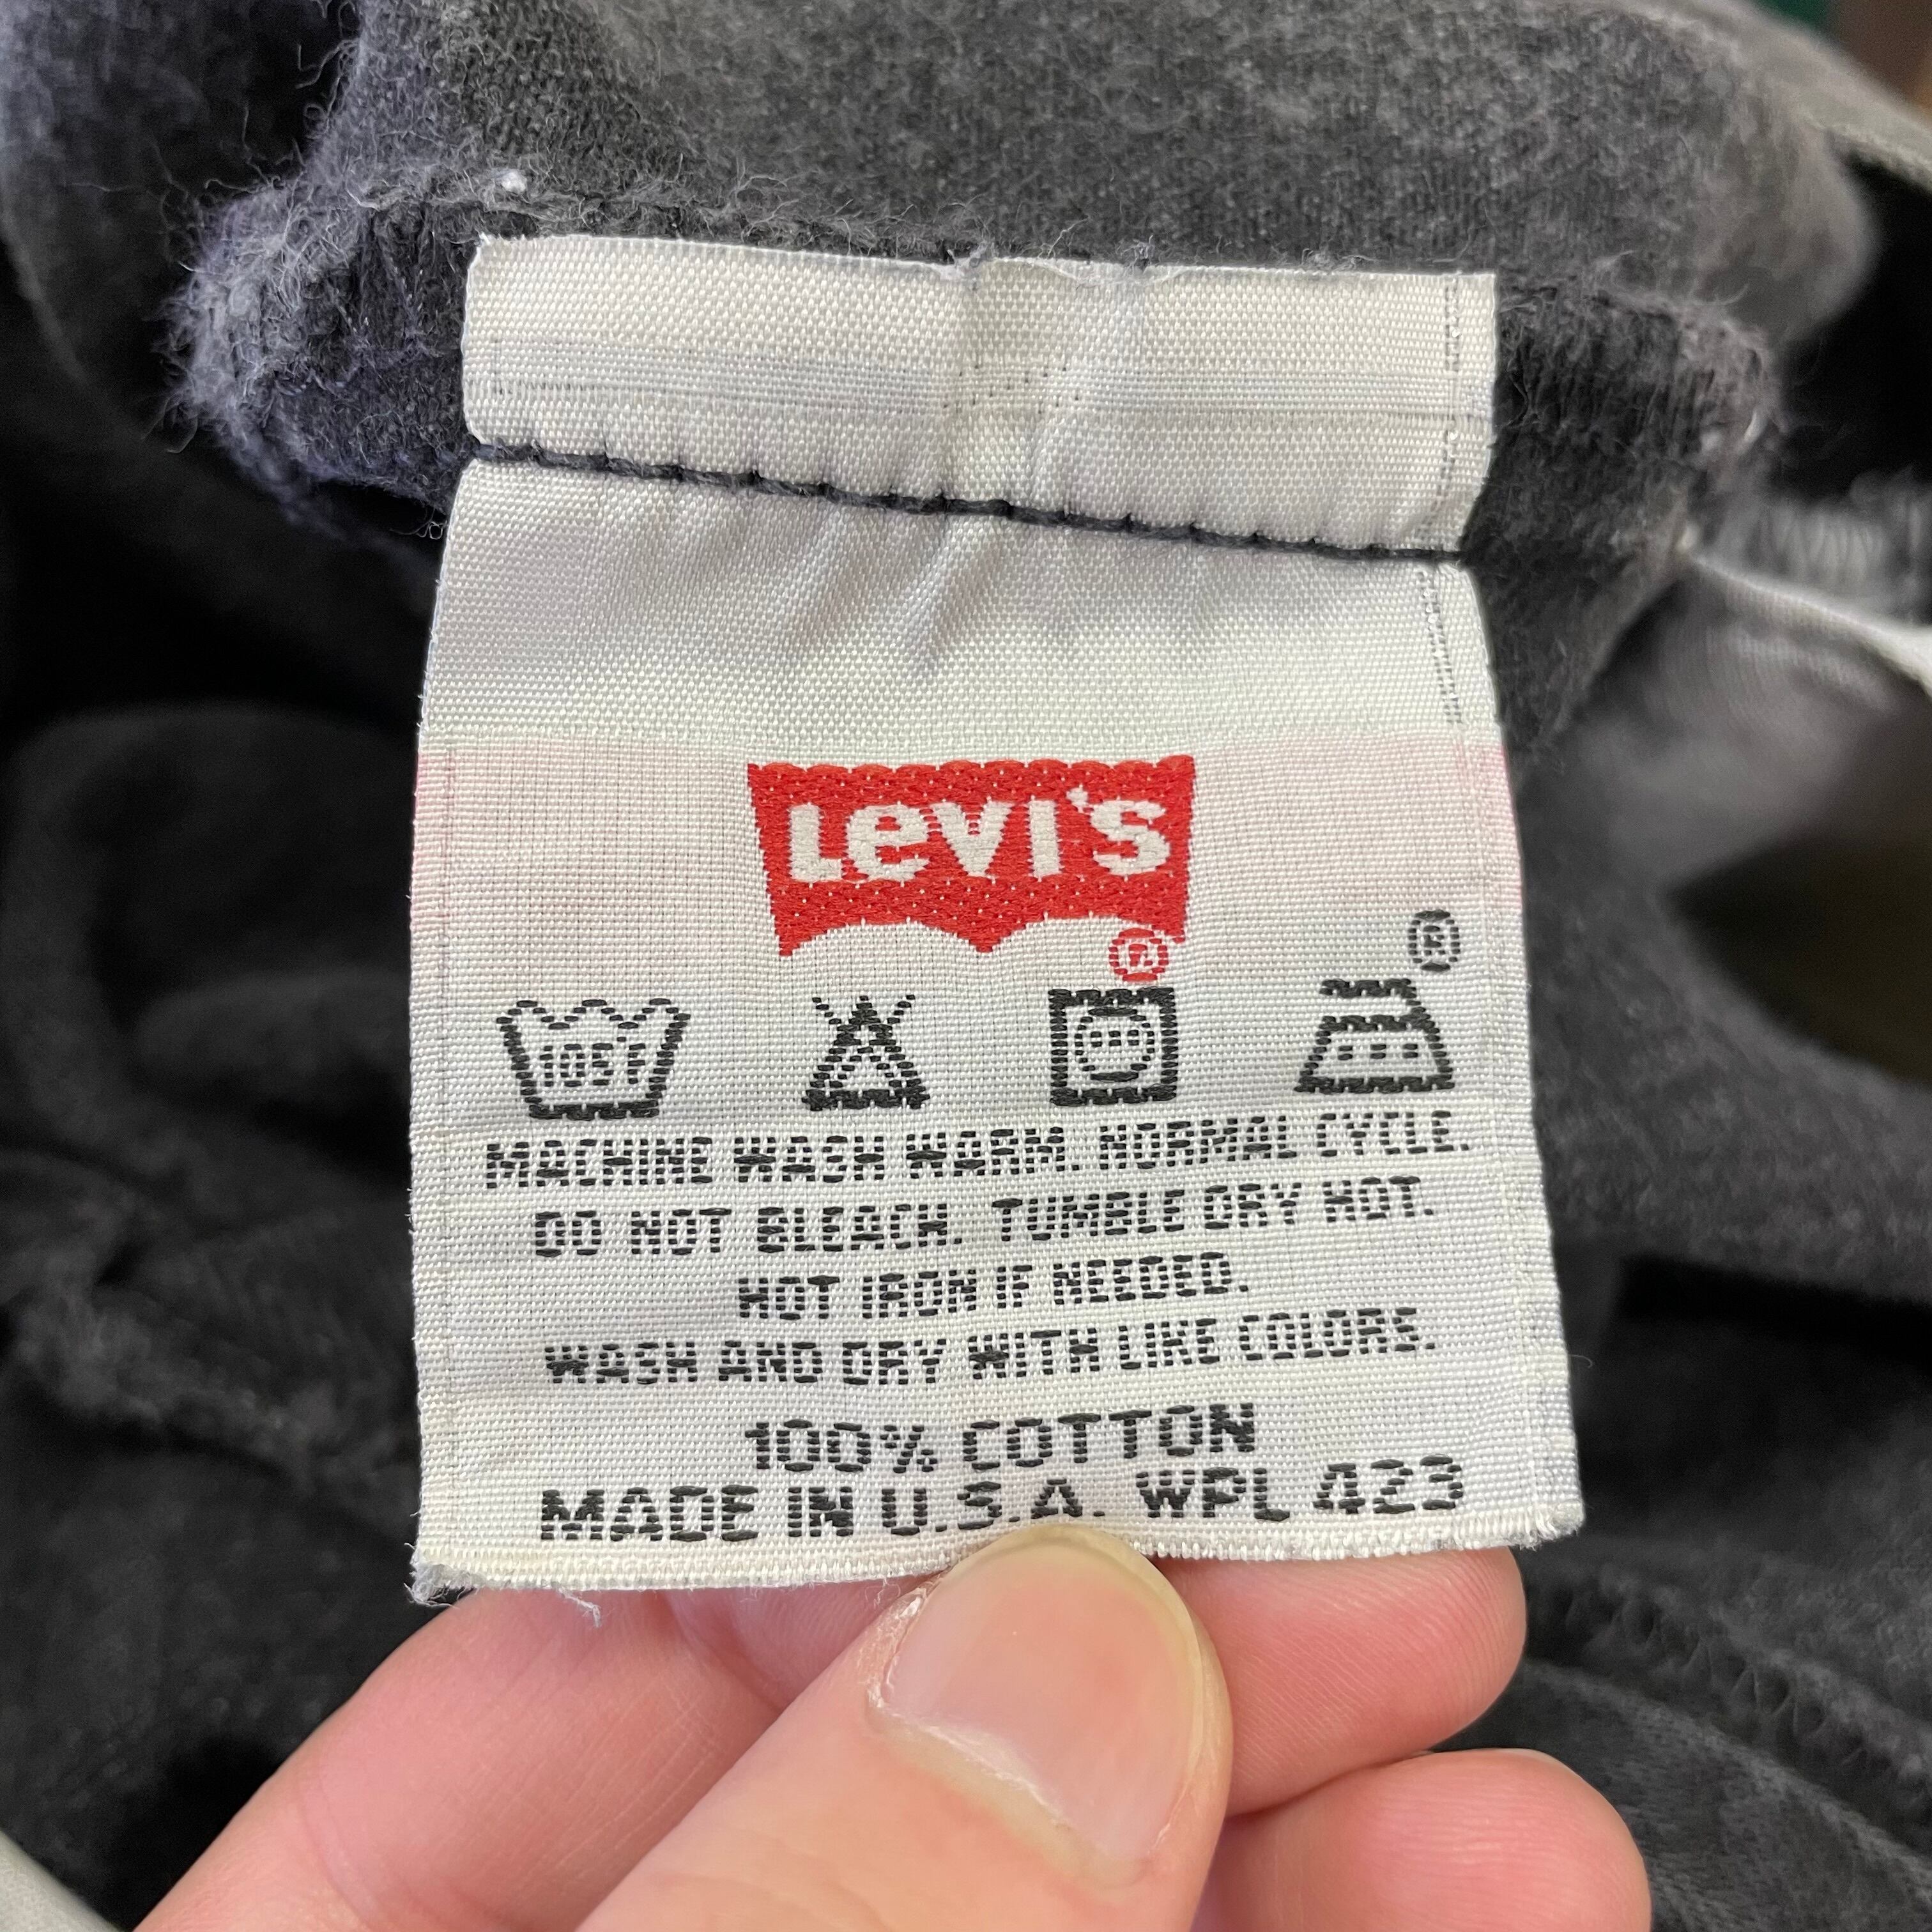 LEVI'S
®
®
105°F
MACHINE WASH WARM. NORMAL CYCLE.
DO NOT BLEACH. TUMBLE DRY HOT.
HOT IRON IF NEEDED.
WASH AND DRY WITH LIKE COLORS.
100% COTTON
MADE IN U.S.A. WPL 423